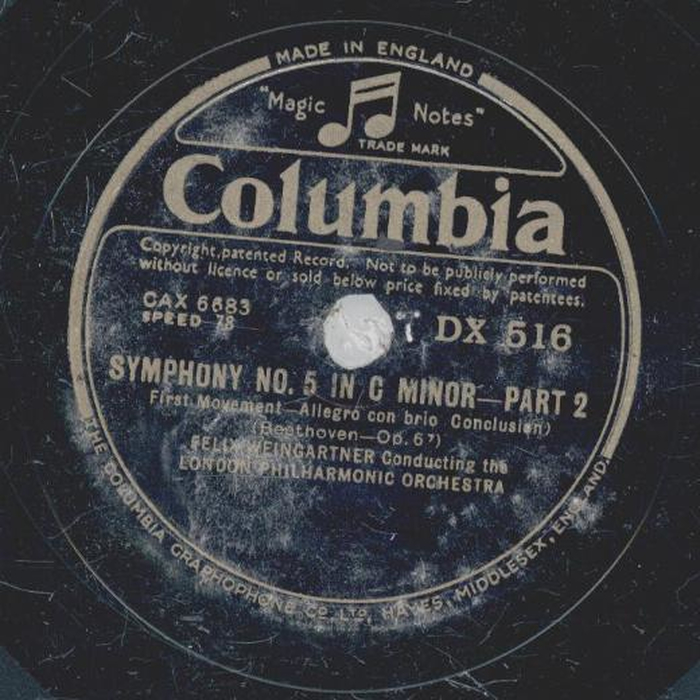 MADE IN ENGLAND
"Magic Notes"
TRADE MARK
Columbia
Copyright, patented Record. Not to be publicly performed
without licence or sold below price fixed by patentees.
CAX 6683
SPEED 78
DX 516
SYMPHONY NO. 5 IN C MINOR—PART 2
First Movement—Allegro con brio Conclusion)
(Beethoven—Op. 67)
FELIX WEINGARTNER Conducting the
LONDON PHILHARMONIC ORCHESTRA
THE COLUMBIA GRAPHOPHONE CO. LTD. HAYES, MIDDLESEX, ENGLAND.